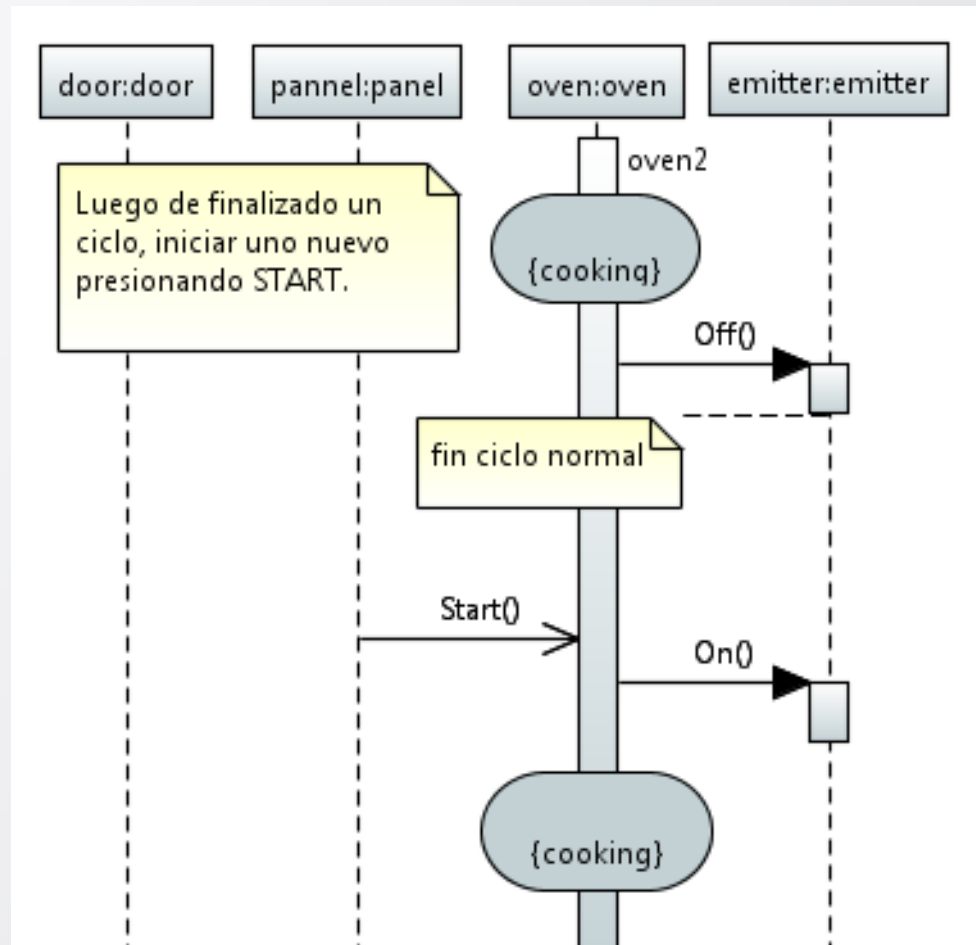 door:door
pannel:panel
oven:oven
emitter:emitter
oven2
Luego de finalizado un
ciclo, iniciar uno nuevo
presionando START.
{cooking}
Off()
fin ciclo normal
Start()
On()
{cooking}